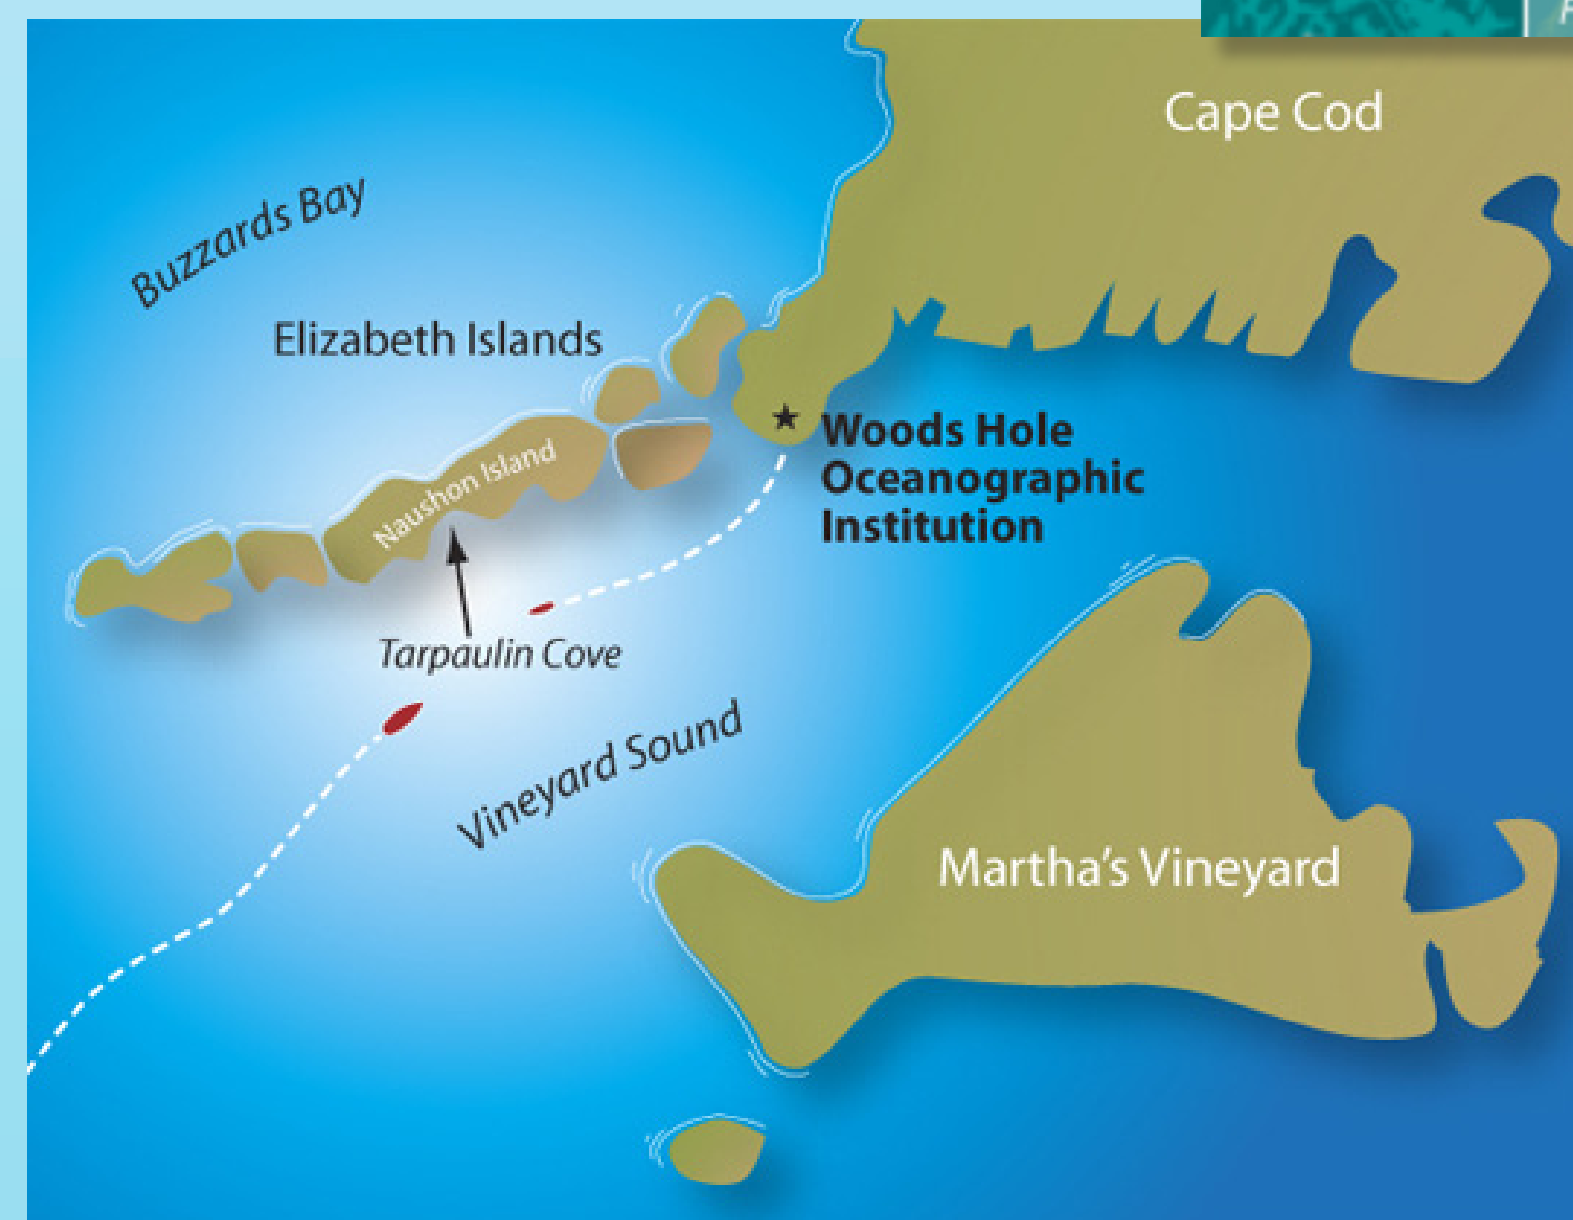 Cape Cod
Buzzards Bay
Elizabeth Islands
Woods Hole
Oceanographic
Institution
Naushon Island
Tarpaulin Cove
Vineyard Sound
Martha's Vineyard